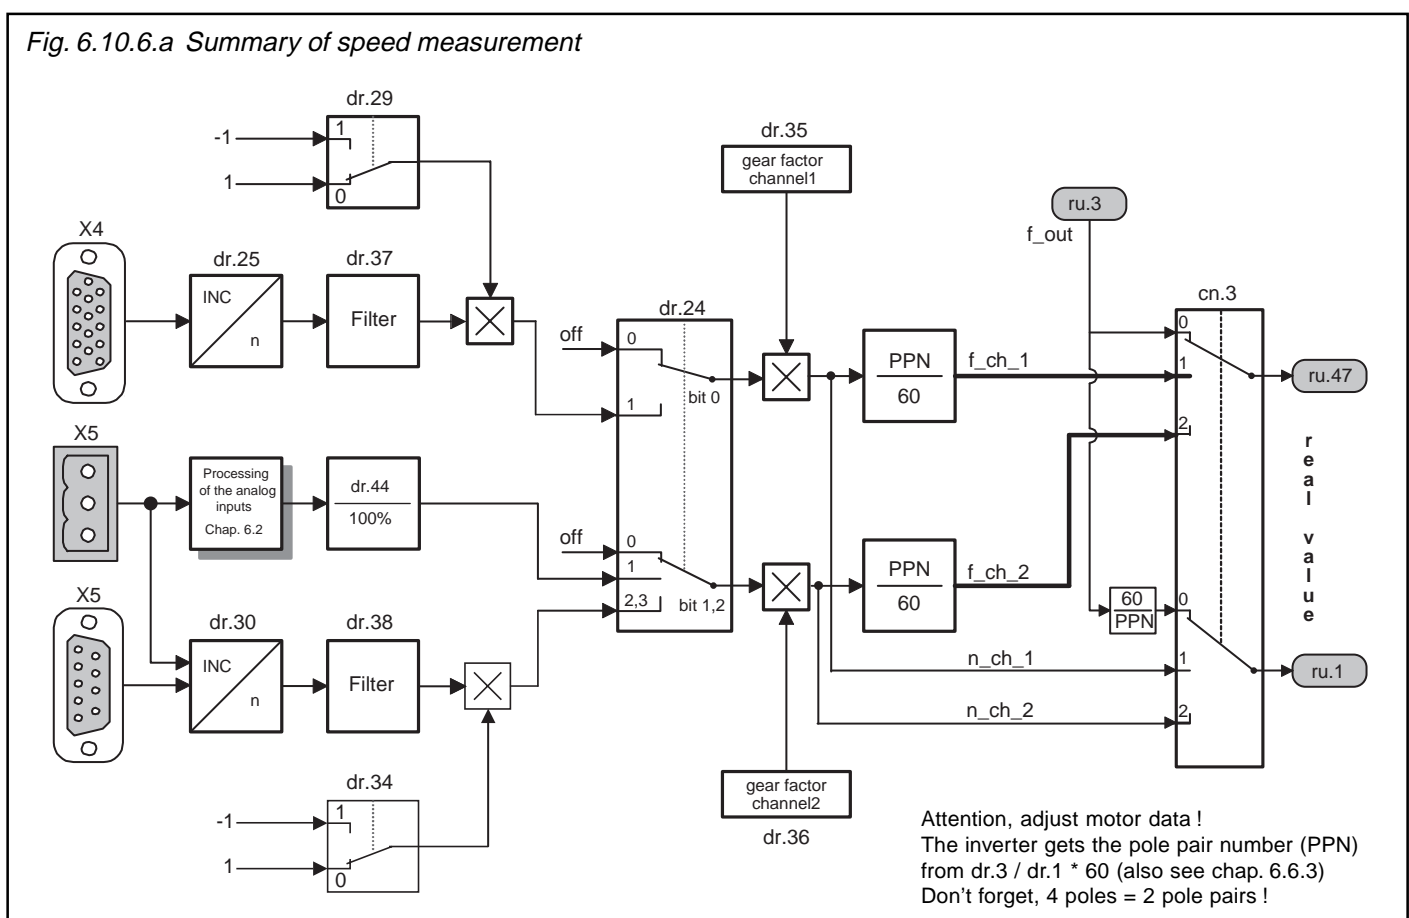 Fig. 6.10.6.a Summary of speed measurement
dr.29
-1
1
1
0
dr.35
gear factor
channel1
ru.3
f_out
X4
dr.25
INC
n
dr.37
Filter
dr.24
off
0
bit 0
1
PPN
60
f_ch_1
cn.3
0
1
2
ru.47
X5
Processing
of the analog
inputs
Chap. 6.2
dr.44
100%
off
0
1
2,3
bit 1,2
PPN
60
f_ch_2
60
PPN
0
1
2
real value
X5
dr.30
INC
n
dr.38
Filter
n_ch_1
n_ch_2
ru.1
dr.34
-1
1
1
0
gear factor
channel2
dr.36
Attention, adjust motor data !
The inverter gets the pole pair number (PPN)
from dr.3 / dr.1 * 60 (also see chap. 6.6.3)
Don't forget, 4 poles = 2 pole pairs !